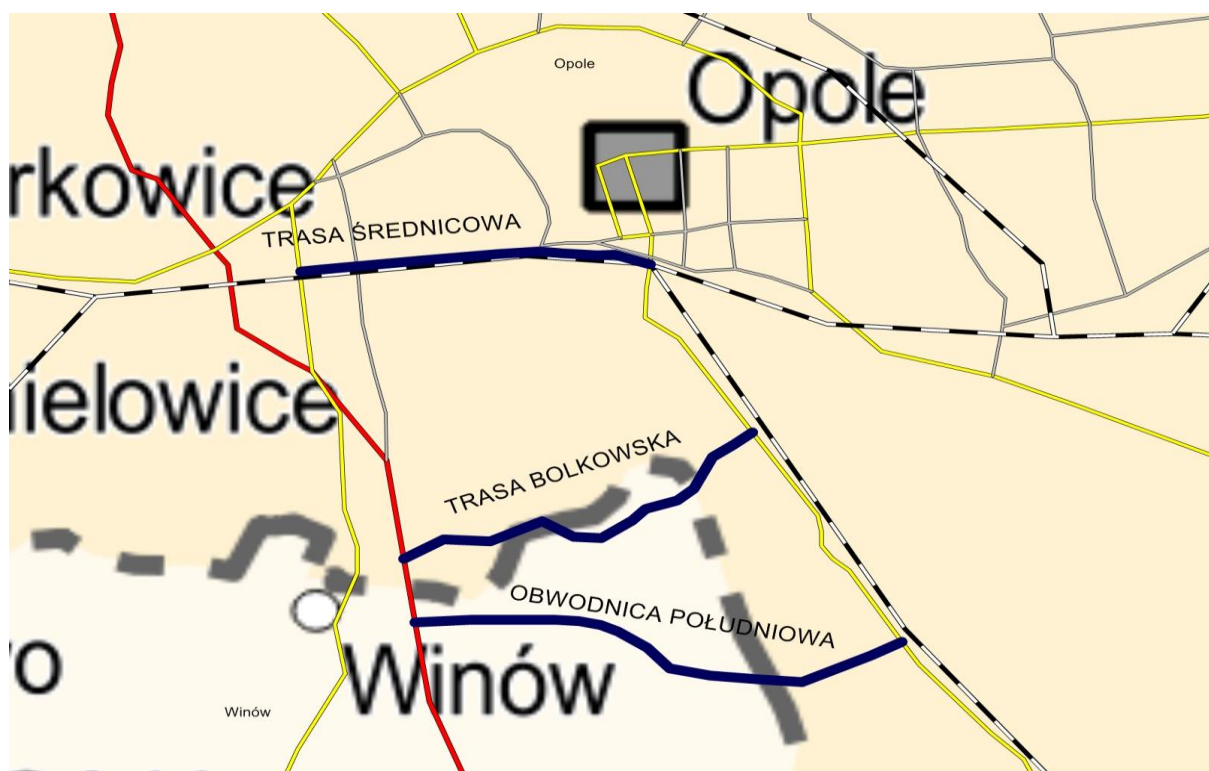 Opole
Opole
rkowice
TRASA ŚREDNICOWA
ielowice
TRASA BOLKOWSKA
OBWODNICA POŁUDNIOWA
o
Winów
Winów